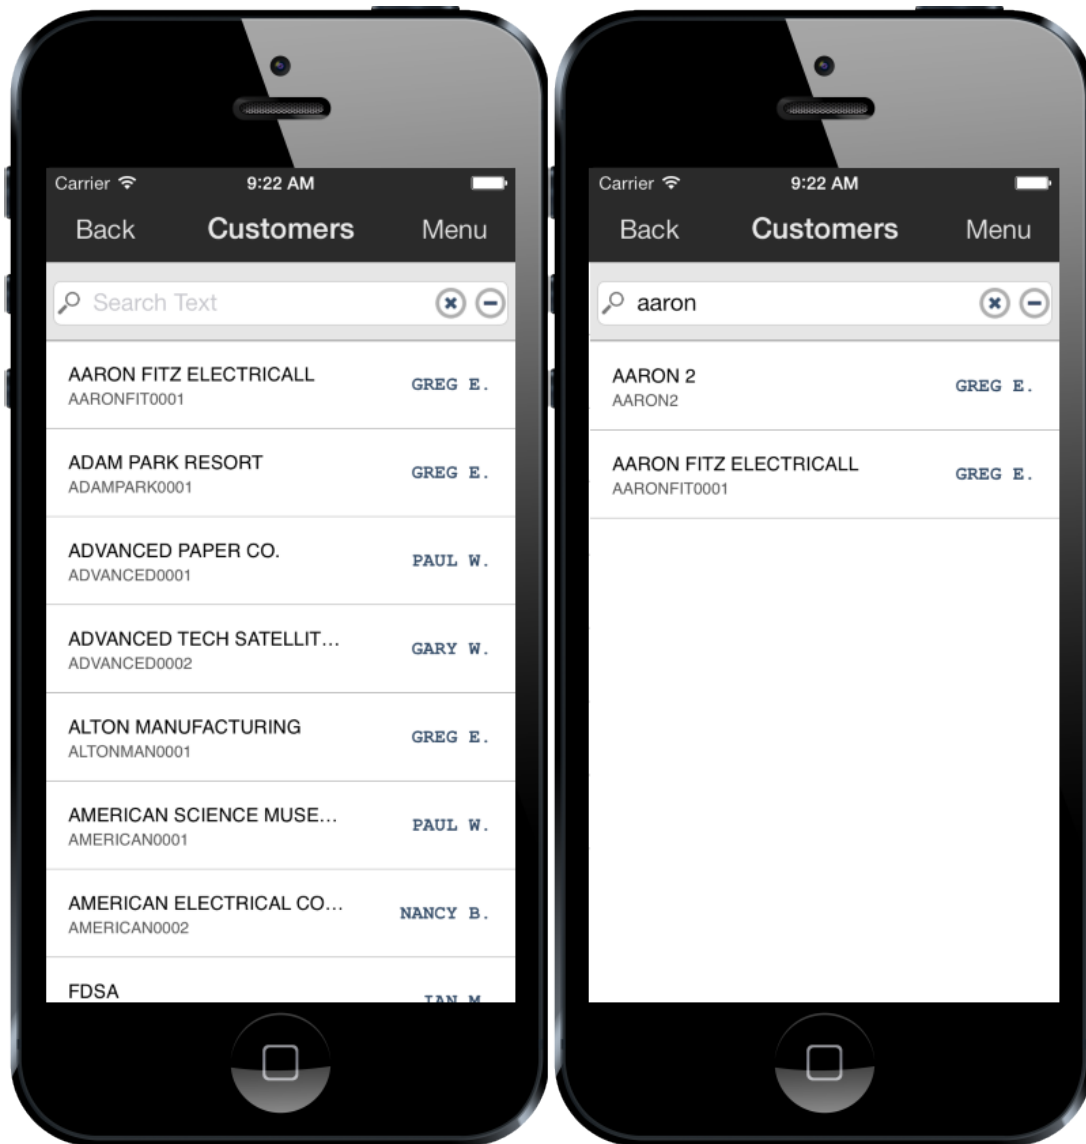 Carrier 9:22 AM
Back Customers Menu
Search Text
AARON FITZ ELECTRICALL GREG E.
AARONFIT0001
ADAM PARK RESORT GREG E.
ADAMPARK0001
ADVANCED PAPER CO. PAUL W.
ADVANCED0001
ADVANCED TECH SATELLIT... GARY W.
ADVANCED0002
ALTON MANUFACTURING GREG E.
ALTONMAN0001
AMERICAN SCIENCE MUSE... PAUL W.
AMERICAN0001
AMERICAN ELECTRICAL CO... NANCY B.
AMERICAN0002
FDSA IAN M.
Carrier 9:22 AM
Back Customers Menu
aaron
AARON 2 GREG E.
AARON2
AARON FITZ ELECTRICALL GREG E.
AARONFIT0001